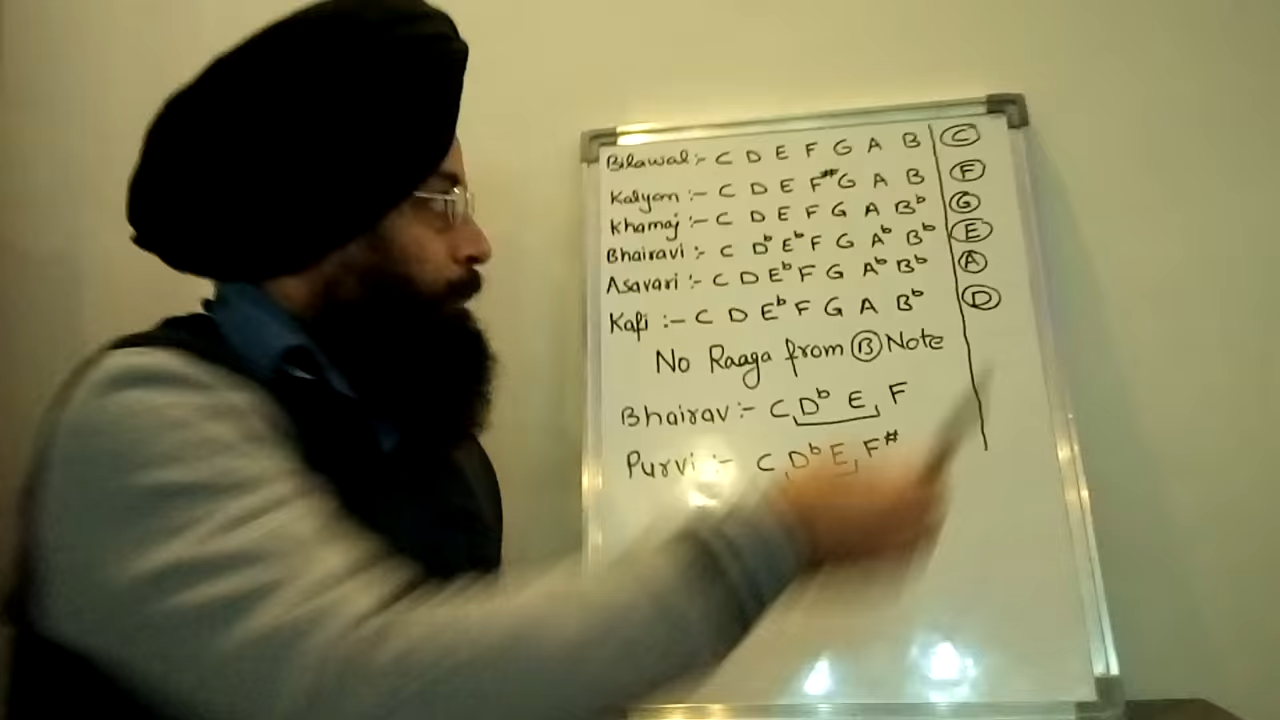 Bilawal :- C D E F G A B C
Kalyan :- C D E F# G A B F
Khamaj :- C D E F G A Bb G
Bhairavi :- C Db Eb F G Ab Bb E
Asavari :- C D Eb F G Ab Bb A
Kafi :- C D Eb F G A Bb D
No Raaga from B Note
Bhairav :- C Db E F
Purvi :- C Db E F#